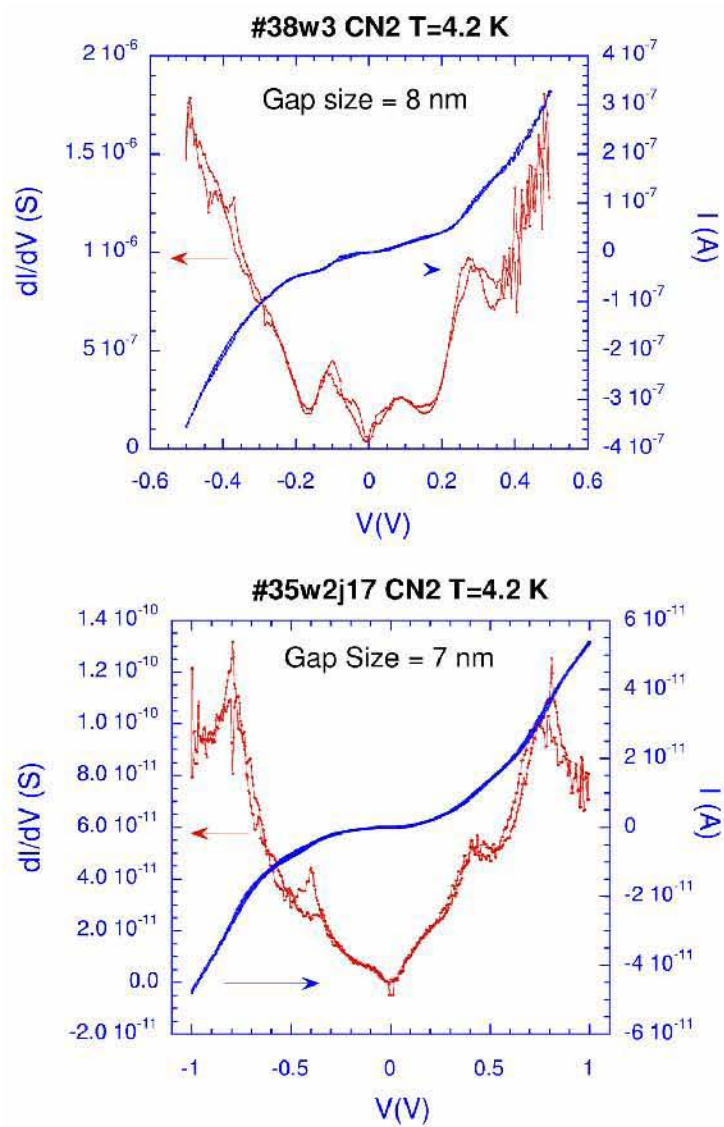 #38w3 CN2 T=4.2 K
Gap size = 8 nm
2 10⁻⁶
1.5 10⁻⁶
1 10⁻⁶
5 10⁻⁷
0
dI/dV (S)
4 10⁻⁷
3 10⁻⁷
2 10⁻⁷
1 10⁻⁷
0
-1 10⁻⁷
-2 10⁻⁷
-3 10⁻⁷
-4 10⁻⁷
I (A)
-0.6 -0.4 -0.2 0 0.2 0.4 0.6
V(V)
#35w2j17 CN2 T=4.2 K
Gap Size = 7 nm
1.4 10⁻¹⁰
1.2 10⁻¹⁰
1.0 10⁻¹⁰
8.0 10⁻¹¹
6.0 10⁻¹¹
4.0 10⁻¹¹
2.0 10⁻¹¹
0.0
-2.0 10⁻¹¹
dI/dV (S)
6 10⁻¹¹
4 10⁻¹¹
2 10⁻¹¹
0
-2 10⁻¹¹
-4 10⁻¹¹
-6 10⁻¹¹
I (A)
-1 -0.5 0 0.5 1
V(V)